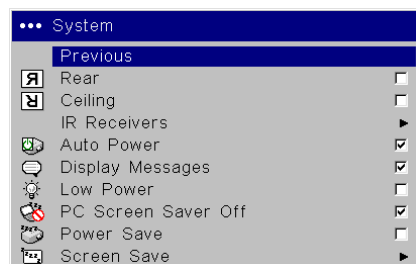 ••• System
Previous
Rear
Ceiling
IR Receivers
Auto Power
Display Messages
Low Power
PC Screen Saver Off
Power Save
Screen Save